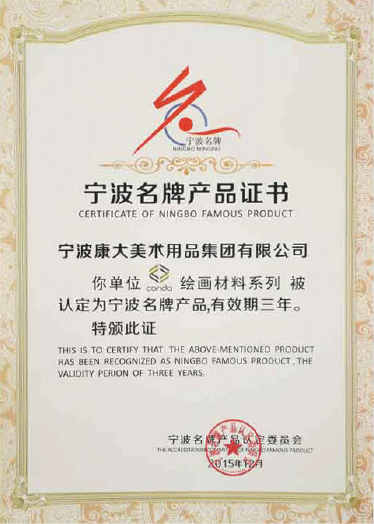 宁波名牌
NINGBO MINGPAI
宁波名牌产品证书
CERTIFICATE OF NINGBO FAMOUS PRODUCT
宁波康大美术用品集团有限公司
你单位 conda 绘画材料系列 被
认定为宁波名牌产品,有效期三年。
特颁此证
THIS IS TO CERTIFY THAT THE ABOVE-MENTIONED PRODUCT
HAS BEEN RECOGNIZED AS NINGBO FAMOUS PRODUCT ,THE
VALIDITY PERION OF THREE YEARS.
宁波名牌产品认定委员会
THE ACCREDITATION COMMITTEE OF NINGBO FAMOUS PRODUCT
2015年12月